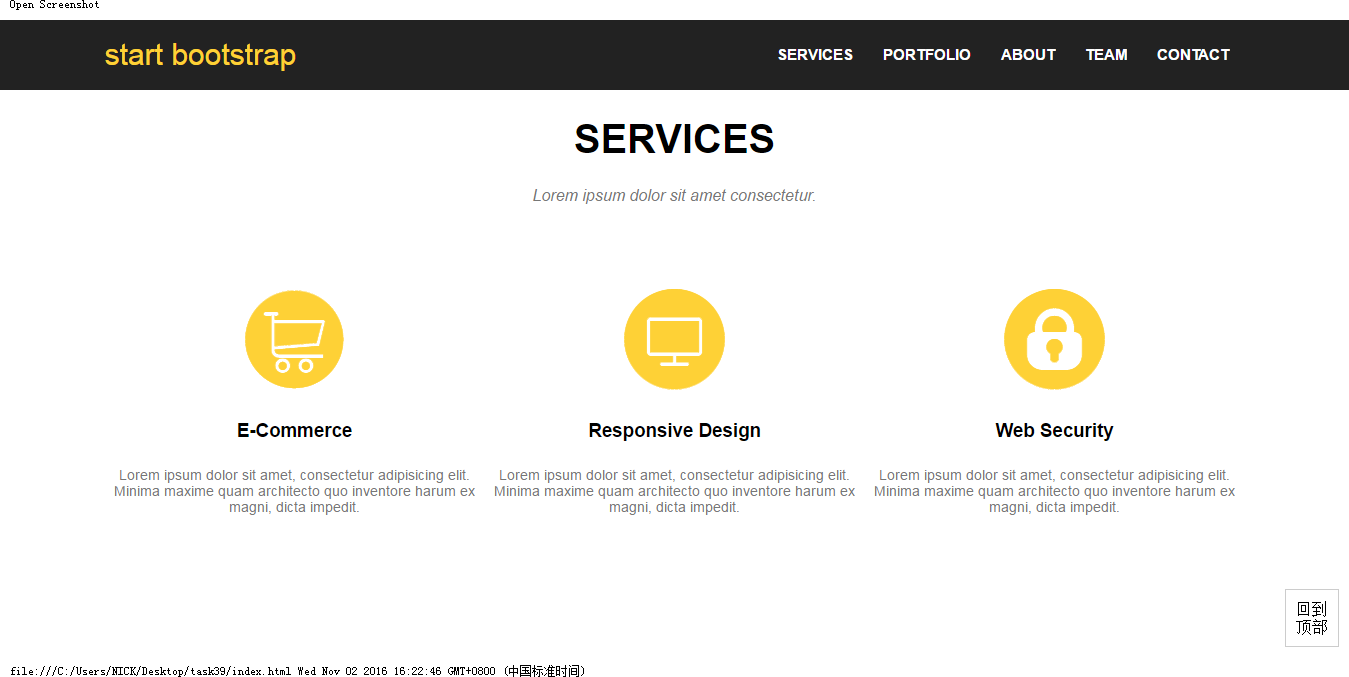 Open Screenshot
start bootstrap
SERVICES PORTFOLIO ABOUT TEAM CONTACT
SERVICES
Lorem ipsum dolor sit amet consectetur.
E-Commerce
Lorem ipsum dolor sit amet, consectetur adipisicing elit.
Minima maxime quam architecto quo inventore harum ex
magni, dicta impedit.
Responsive Design
Lorem ipsum dolor sit amet, consectetur adipisicing elit.
Minima maxime quam architecto quo inventore harum ex
magni, dicta impedit.
Web Security
Lorem ipsum dolor sit amet, consectetur adipisicing elit.
Minima maxime quam architecto quo inventore harum ex
magni, dicta impedit.
回到
顶部
file:///C:/Users/NICK/Desktop/task39/index.html Wed Nov 02 2016 16:22:46 GMT+0800 (中国标准时间)